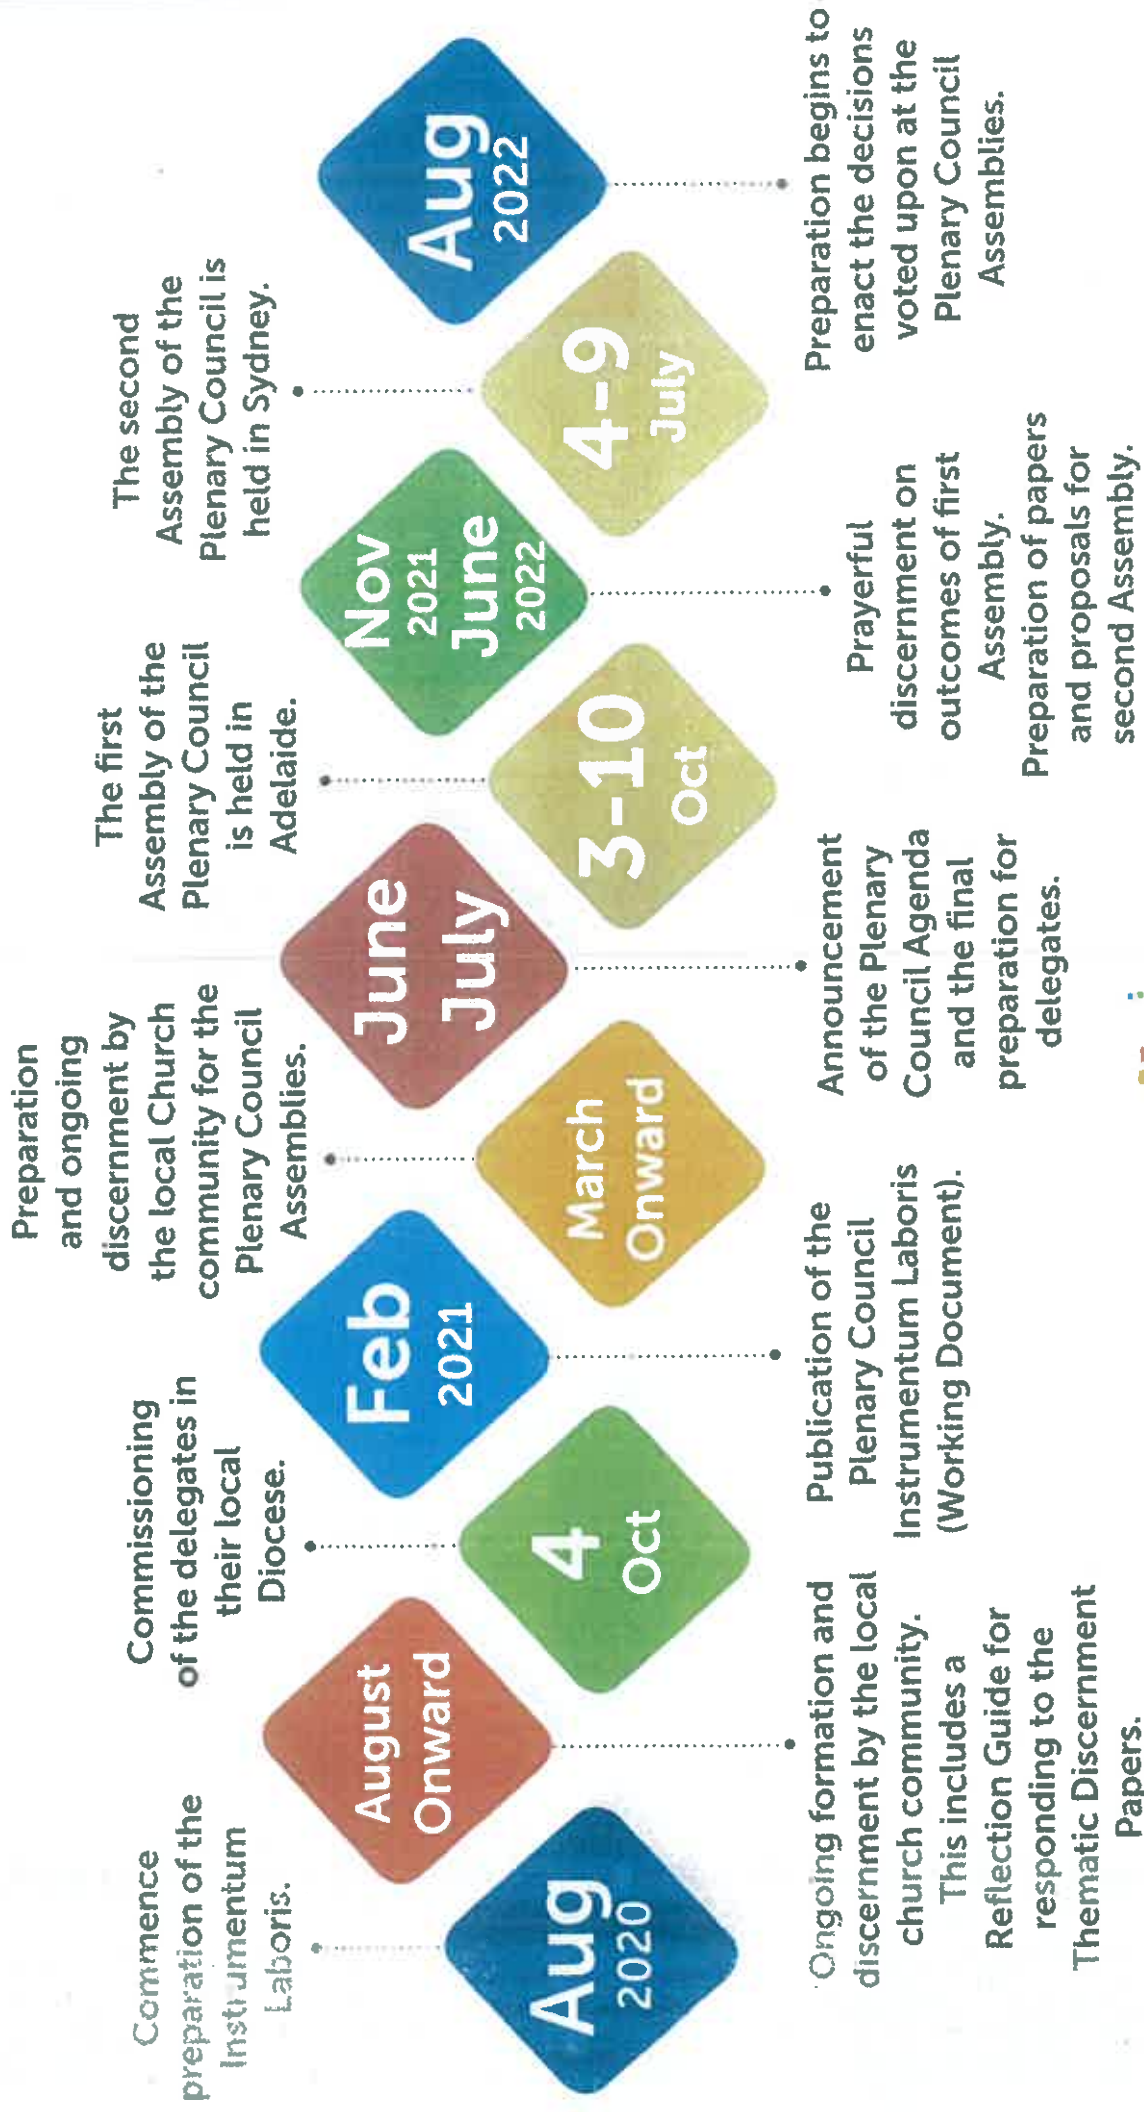 Aug
2020
Commence
preparation of the
Instrumentum
Laboris.
August
Onward
Ongoing formation and
discernment by the local
church community.
This includes a
Reflection Guide for
responding to the
Thematic Discernment
Papers.
4
Oct
Commissioning
of the delegates in
their local
Diocese.
Feb
2021
Publication of the
Plenary Council
Instrumentum Laboris
(Working Document).
March
Onward
Preparation
and ongoing
discernment by
the local Church
community for the
Plenary Council
Assemblies.
June
July
Announcement
of the Plenary
Council Agenda
and the final
preparation for
delegates.
3-10
Oct
The first
Assembly of the
Plenary Council
is held in
Adelaide.
Nov
2021
June
2022
Prayerful
discernment on
outcomes of first
Assembly.
Preparation of papers
and proposals for
second Assembly.
4-9
July
The second
Assembly of the
Plenary Council is
held in Sydney.
Aug
2022
Preparation begins to
enact the decisions
voted upon at the
Plenary Council
Assemblies.